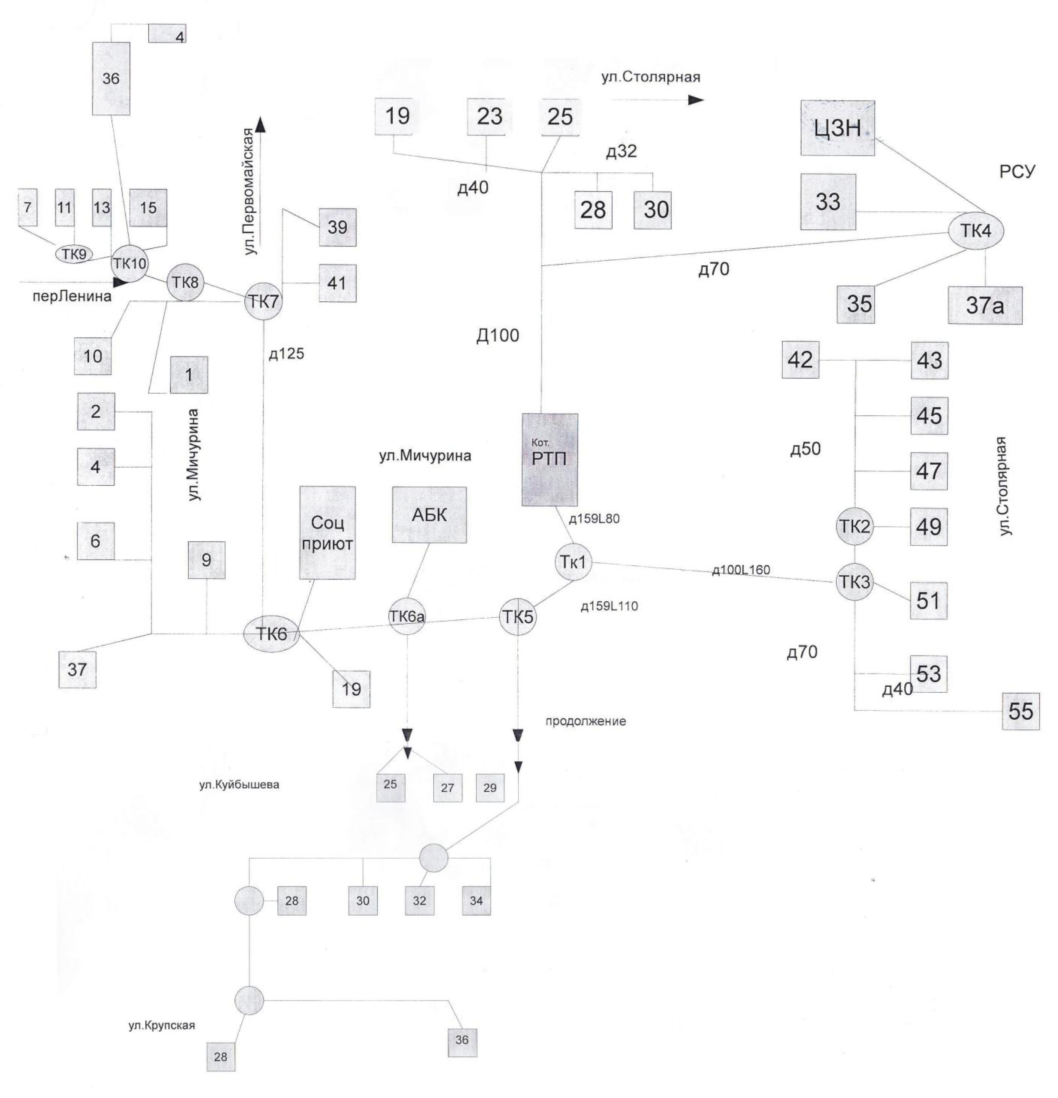 4
36
ул.Столярная
19
23
25
ЦЗН
д32
ул.Первомайская
д40
РСУ
7
11
13
15
28
30
33
39
ТК4
ТК9
ТК10
ТК8
д70
41
перЛенина
ТК7
35
37а
Д100
10
д125
1
42
43
2
ул.Мичурина
45
Кот.
РТП
ул.Мичурина
д50
4
47
ул.Столярная
Соц
приют
АБК
д159L80
6
ТК2
49
9
Тк1
д100L160
ТК3
51
д159L110
ТК6а
ТК5
ТК6
37
19
д70
53
д40
55
продолжение
ул.Куйбышева
25
27
29
28
30
32
34
ул.Крупская
28
36